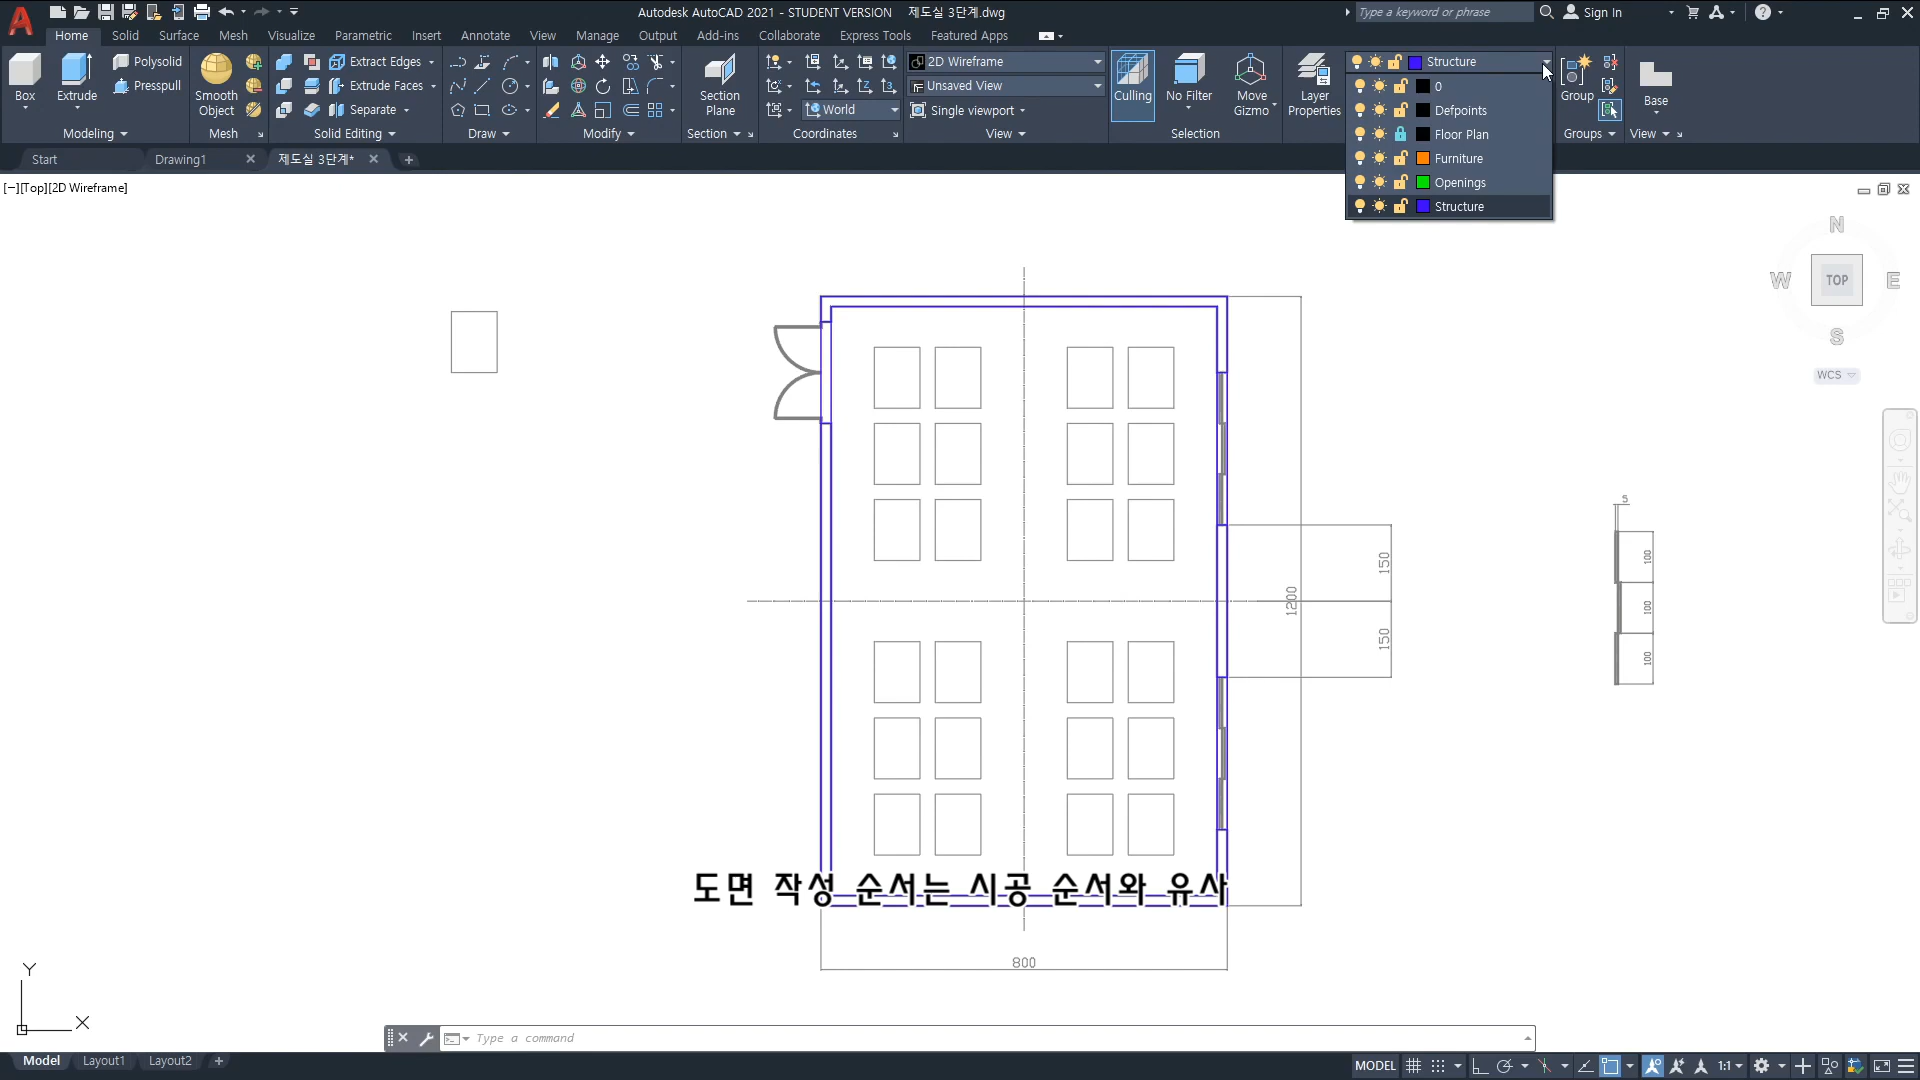 Autodesk AutoCAD 2021 - STUDENT VERSION 제도실 3단계.dwg
Type a keyword or phrase
Sign In
Home Solid Surface Mesh Visualize Parametric Insert Annotate View Manage Output Add-ins Collaborate Express Tools Featured Apps
Box
Extrude
Polysolid
Presspull
Modeling
Smooth
Object
Mesh
Extract Edges
Extrude Faces
Separate
Solid Editing
Draw
Modify
Section
Plane
Section
World
Coordinates
2D Wireframe
Unsaved View
Single viewport
View
Culling
No Filter
Move
Gizmo
Selection
Layer
Properties
Structure
0
Defpoints
Floor Plan
Furniture
Openings
Structure
Group
Groups
Base
View
Start
Drawing1
제도실 3단계*
[−][Top][2D Wireframe]
N
W
TOP
E
S
WCS
5
100
100
100
150
1200
150
도면 작성 순서는 시공 순서와 유사
800
Y
X
Type a command
Model Layout1 Layout2
MODEL
1:1